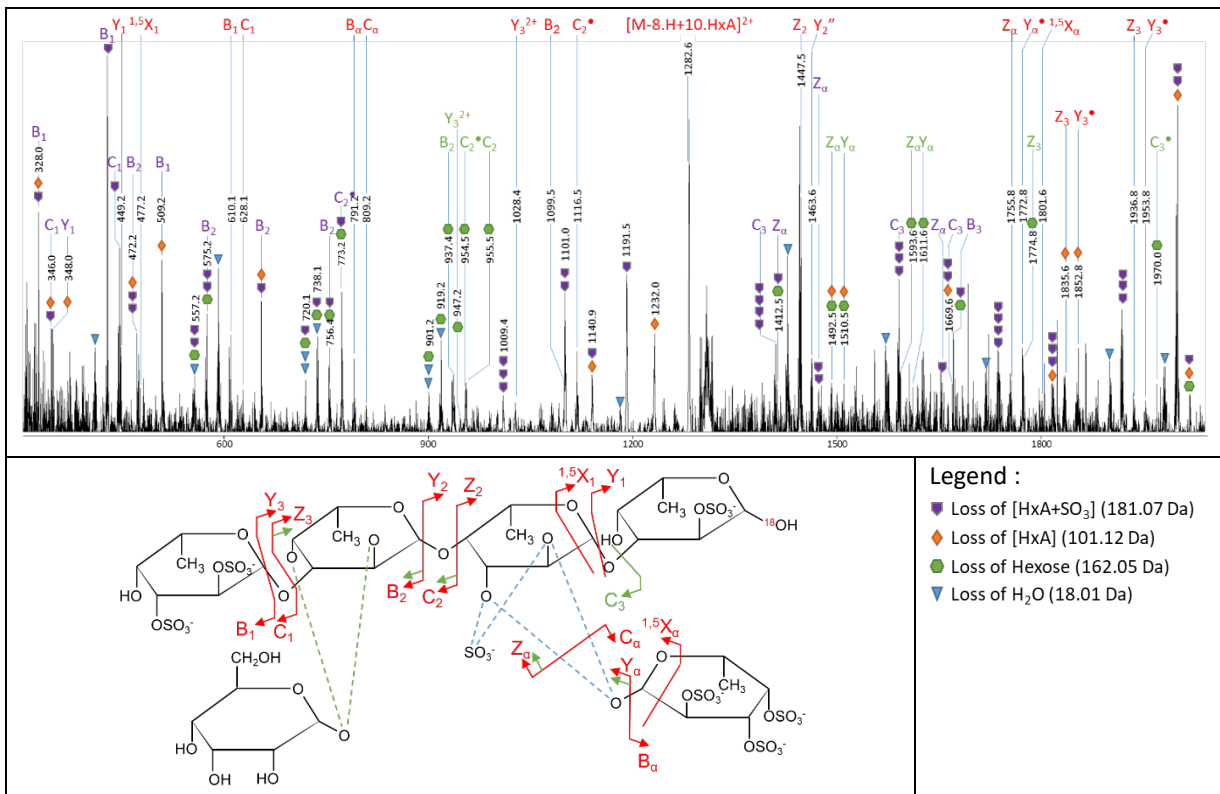 Y₁ ¹,⁵X₁ B₁ C₁ BαCα Y₃²⁺ B₂ C₂• [M-8.H+10.HxA]²⁺ Z₂ Y₂″ Zα Yα• ¹,⁵Xα Z₃ Y₃•
B₁ 1282.6 1447.5 Zα
Y₃²⁺ Z₃ Y₃•
B₁ C₁ B₂ B₁ B₂ C₂•C₂ ZαYα ZαYα Z₃ C₃•
328.0 449.2 477.2 509.2 610.1 628.1 791.2 809.2 937.4 954.5 955.5 1028.4 1099.5 1116.5 1463.6 1593.6 1611.6 1755.8 1772.8 1801.6 1936.8 1953.8
C₂•
C₁ Y₁ 472.2 B₂ 575.2 B₂ B₂ 773.2 1101.0 1191.5 C₃ Zα Zα C₃ B₃ 1774.8 1835.6 1852.8 1970.0
346.0 348.0 557.2 720.1 738.1 756.4 901.2 919.2 947.2 1009.4 1140.9 1232.0 1412.5 1492.5 1510.5 1669.6
600 900 1200 1500 1800
Y₃ Z₃ Y₂ Z₂ ¹,⁵X₁ Y₁
OSO₃⁻ O ¹⁸OH
CH₃ CH₃ CH₃ CH₃
O O O O O HO O
OSO₃⁻ O O O
HO B₂ C₂ O C₃
OSO₃⁻ B₁ C₁
SO₃⁻ Zα Cα ¹,⁵Xα
CH₂OH Yα O CH₃
O O OSO₃⁻ OSO₃⁻
HO O OSO₃⁻
OH HO Bα
Legend :
Loss of [HxA+SO₃] (181.07 Da)
Loss of [HxA] (101.12 Da)
Loss of Hexose (162.05 Da)
Loss of H₂O (18.01 Da)